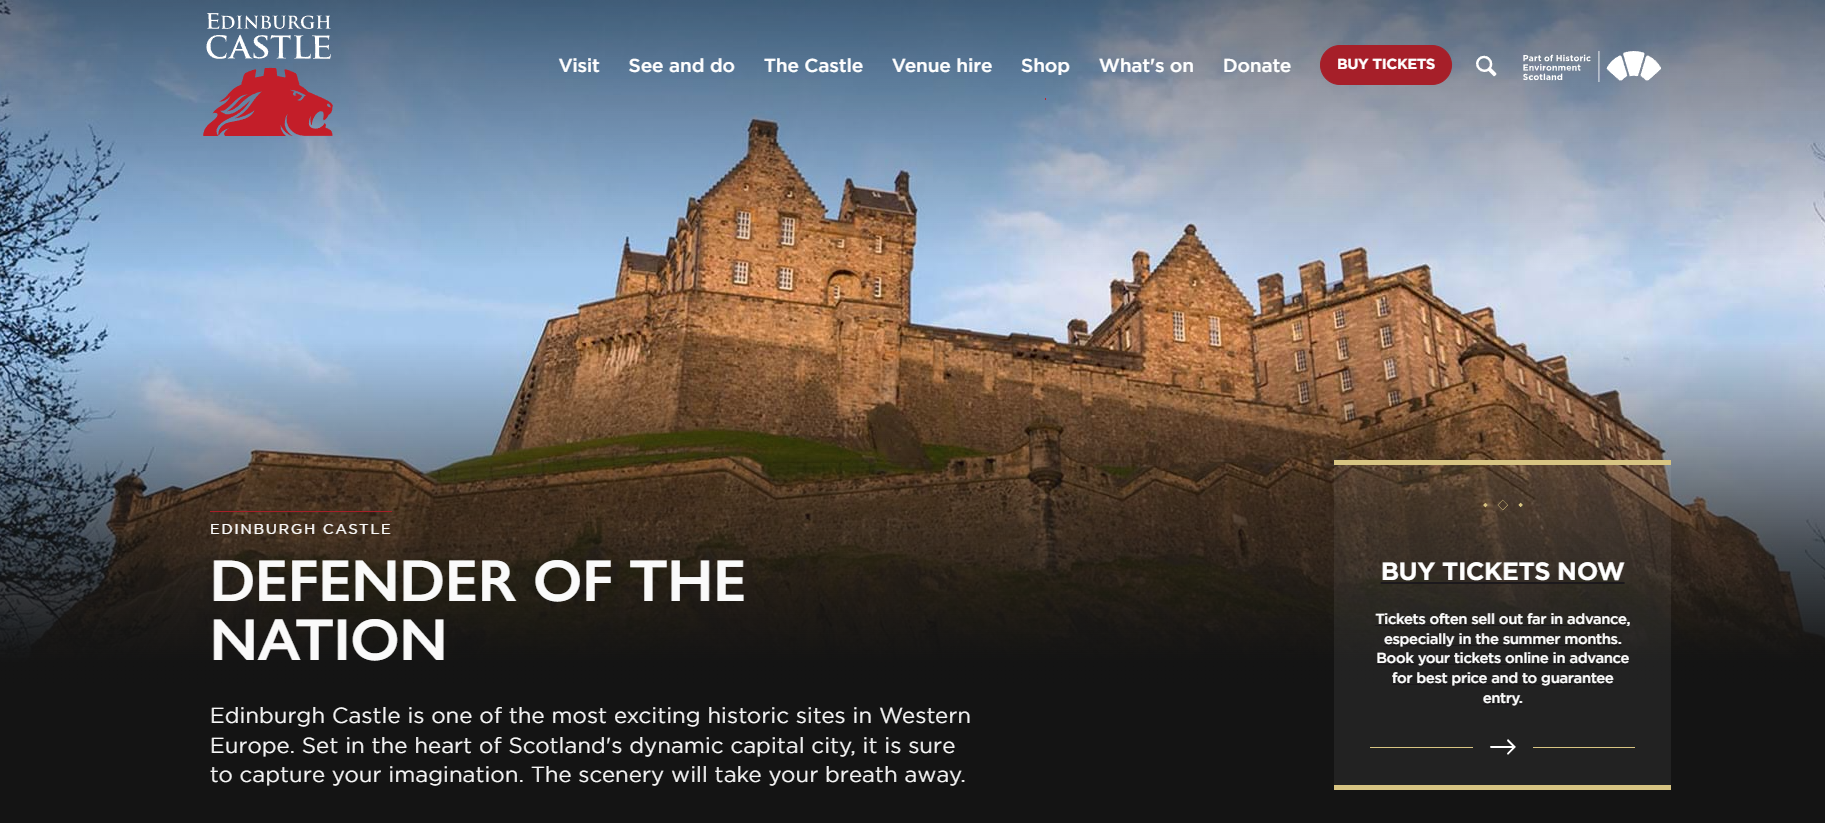 EDINBURGH
CASTLE
Visit See and do The Castle Venue hire Shop What's on Donate BUY TICKETS
Part of Historic
Environment
Scotland
EDINBURGH CASTLE
DEFENDER OF THE
NATION
Edinburgh Castle is one of the most exciting historic sites in Western
Europe. Set in the heart of Scotland's dynamic capital city, it is sure
to capture your imagination. The scenery will take your breath away.
BUY TICKETS NOW
Tickets often sell out far in advance,
especially in the summer months.
Book your tickets online in advance
for best price and to guarantee
entry.